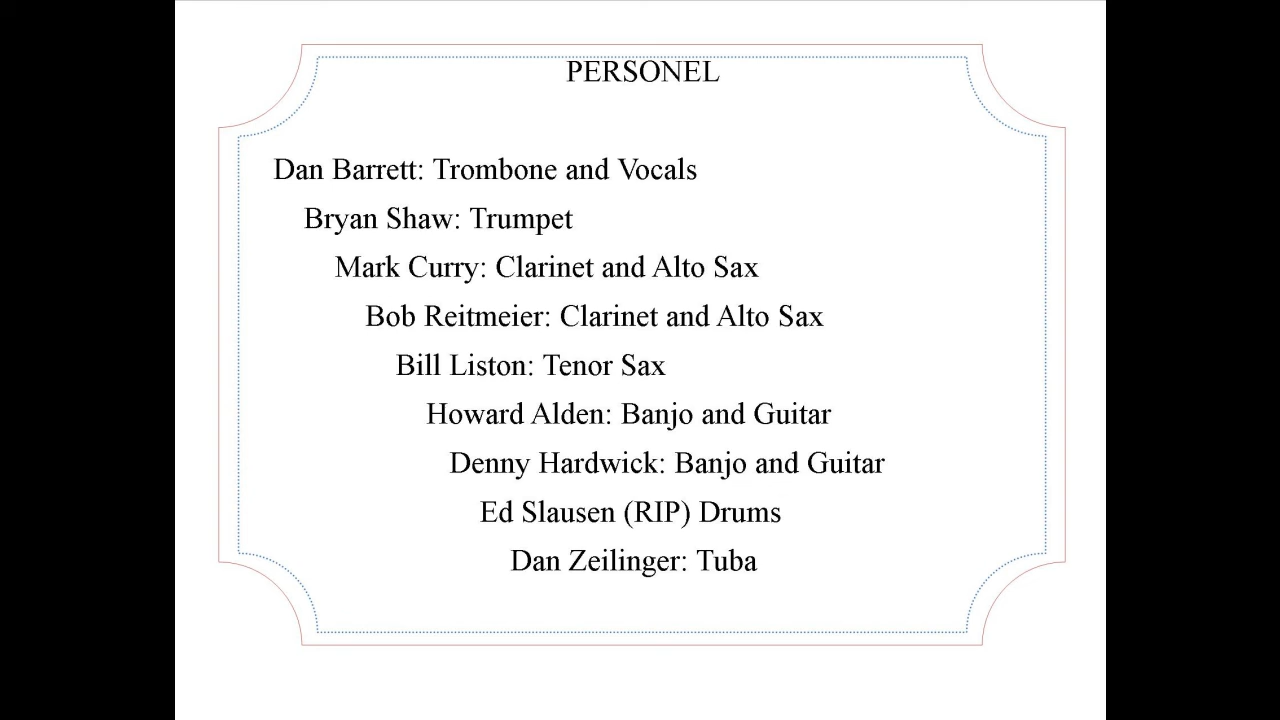 PERSONEL
Dan Barrett: Trombone and Vocals
Bryan Shaw: Trumpet
Mark Curry: Clarinet and Alto Sax
Bob Reitmeier: Clarinet and Alto Sax
Bill Liston: Tenor Sax
Howard Alden: Banjo and Guitar
Denny Hardwick: Banjo and Guitar
Ed Slausen (RIP) Drums
Dan Zeilinger: Tuba